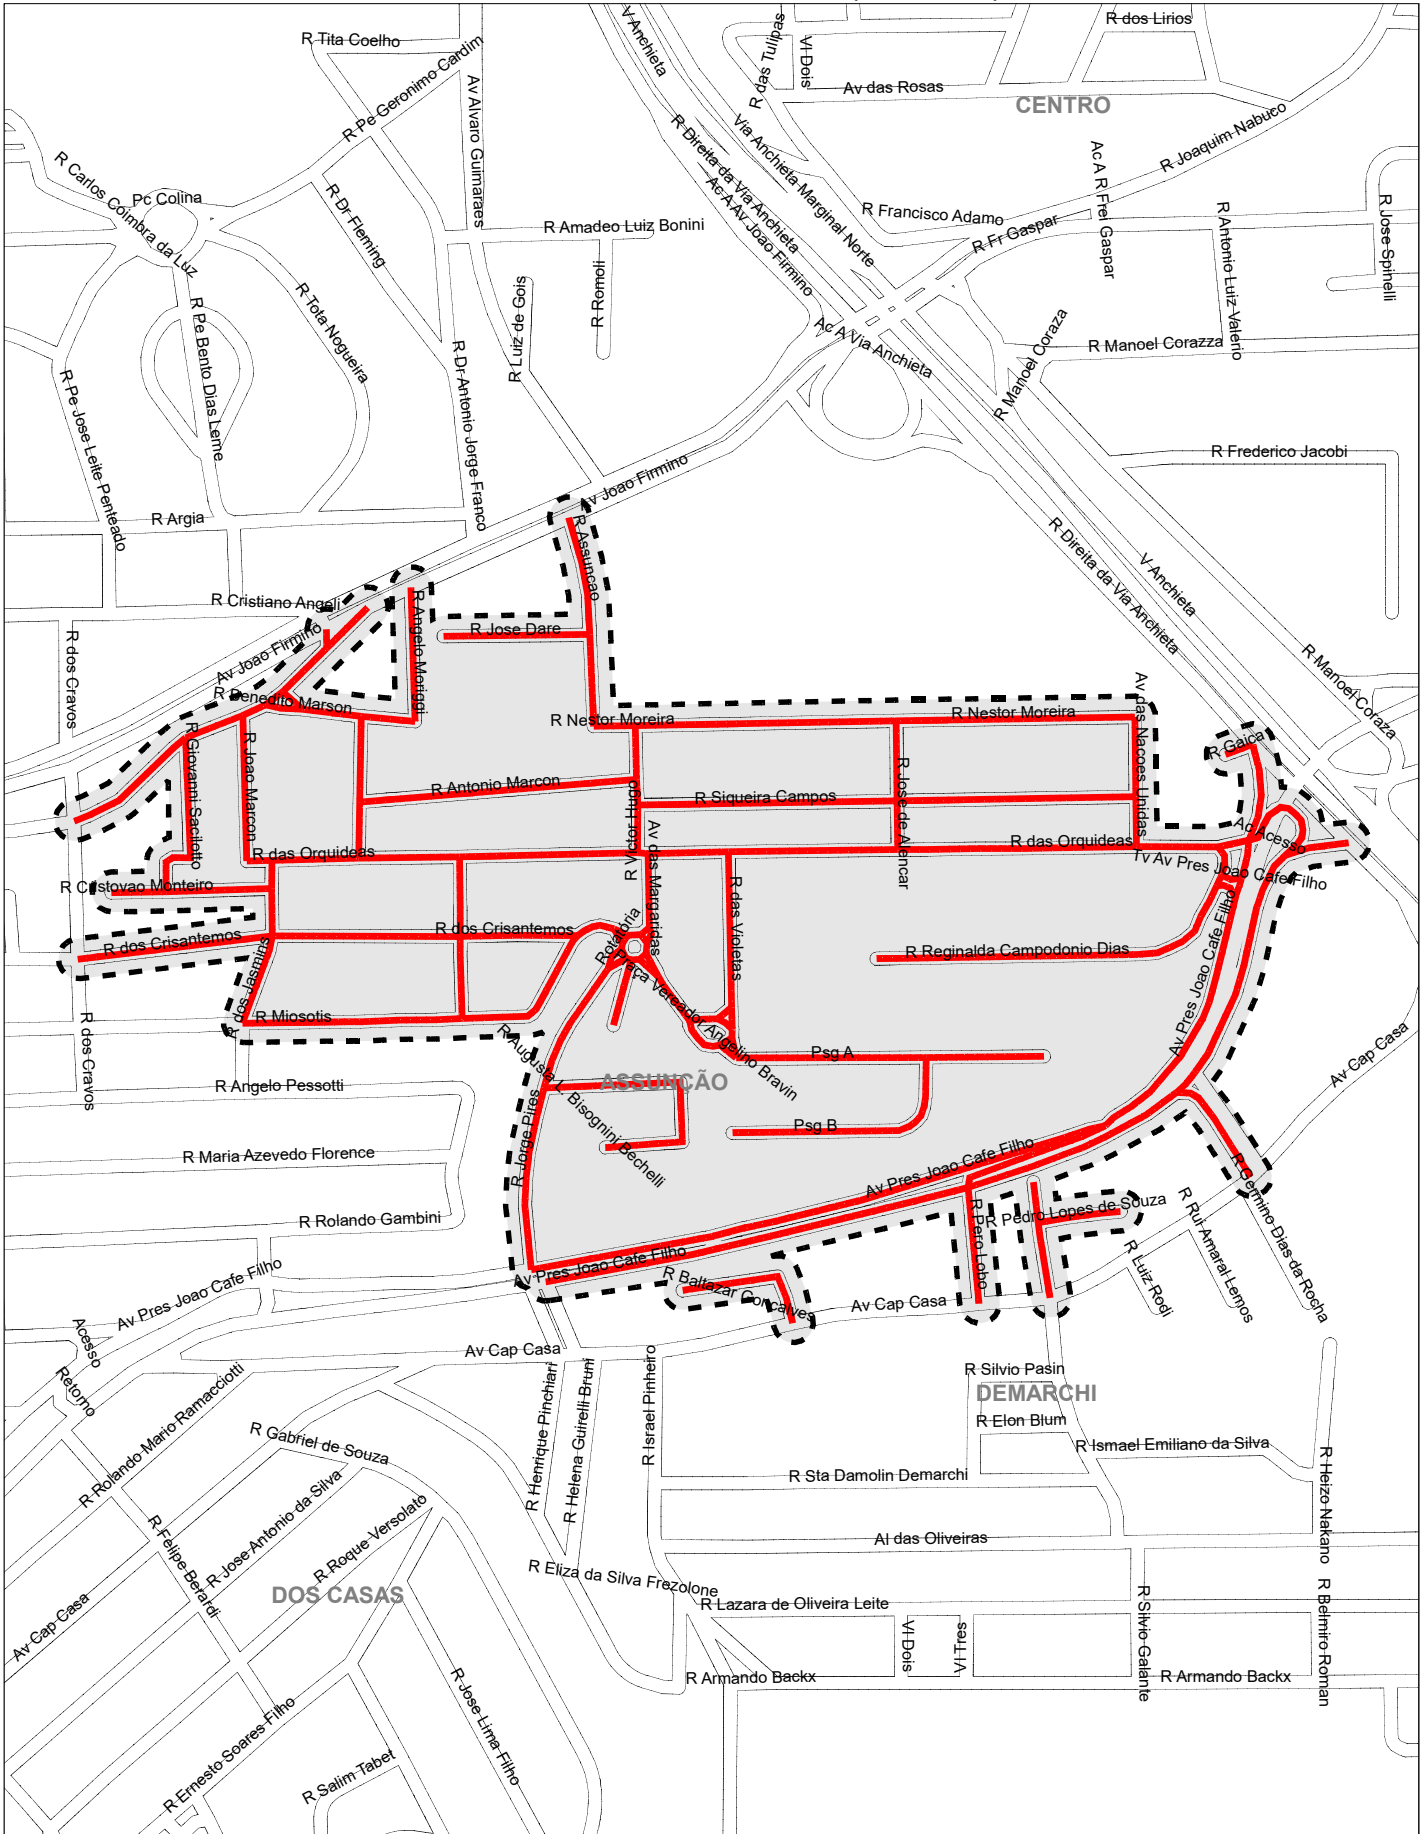 R dos Lirios
R Tita Coelho
R Pe Geronimo Cardim
V Anchieta
R das Tulipas
VI Dois
Av das Rosas
CENTRO
Av Alvaro Guimaraes
R Joaquim Nabuco
R Direita da Via Anchieta
Via Anchieta Marginal Norte
Ac A R Frei Gaspar
R Carlos Coimbra da Luz
Pc Colina
R Dr Fleming
Ac A Av Joao Firmino
R Francisco Adamo
R Fr Gaspar
R Antonio Luiz Valerio
R Jose Spinelli
R Amadeo Luiz Bonini
R Romoli
R Luiz de Gois
R Tota Nogueira
R Pe Bento Dias Leme
Ac A Via Anchieta
R Manoel Coraza
R Manoel Corazza
R Dr Antonio Jorge Franco
R Pe Jose Leite Penteado
R Frederico Jacobi
Av Joao Firmino
R Argia
R Assuncao
R Direita da Via Anchieta
V Anchieta
R Cristiano Angeli
R Angelo Moriggi
R Jose Dare
Av Joao Firmino
R dos Cravos
R Manoel Coraza
R Benedito Marson
R Nestor Moreira
R Nestor Moreira
Av das Nacoes Unidas
R Gaica
R Giovanni Sacilotto
R Joao Marcon
R Antonio Marcon
R Victor Hugo
R Siqueira Campos
R Jose de Alencar
Av das Margaridas
Ac Acesso
R das Orquideas
R das Orquideas
Tv Av Pres Joao Cafe Filho
R Cristovao Monteiro
R das Violetas
R dos Crisantemos
R dos Crisantemos
Rotatoria
R Reginalda Campodonio Dias
Av Pres Joao Cafe Filho
R dos Jasmins
R Miosotis
Praça Vereador Angelino Bravin
R dos Cravos
R Augusta L. Bisognini Bechelli
Psg A
Av Cap Casa
ASSUNÇÃO
R Angelo Pessotti
Psg B
R Jorge Pires
R Maria Azevedo Florence
Av Pres Joao Cafe Filho
R Germino Dias da Rocha
R Rolando Gambini
R Pero Lobo
R Pedro Lopes de Souza
R Rui Amaral Lemos
R Luiz Rodi
Av Pres Joao Cafe Filho
Av Pres Joao Cafe Filho
R Baltazar Goncalves
Av Cap Casa
Acesso
Av Cap Casa
Retorno
R Rolando Mario Ramacciotti
R Henrique Pinchiari
R Helena Guirelli Bruni
R Israel Pinheiro
R Silvio Pasin
DEMARCHI
R Elon Blum
R Ismael Emiliano da Silva
R Gabriel de Souza
R Sta Damolin Demarchi
R Heizo Nakano
R Jose Antonio da Silva
R Roque Versolato
R Felipe Berardi
Al das Oliveiras
R Eliza da Silva Frezolone
DOS CASAS
R Lazara de Oliveira Leite
Av Cap Casa
VI Dois
VI Tres
R Silvio Galante
R Belmiro Roman
R Armando Backx
R Armando Backx
R Jose Lima Filho
R Ernesto Soares Filho
R Salim Tabet